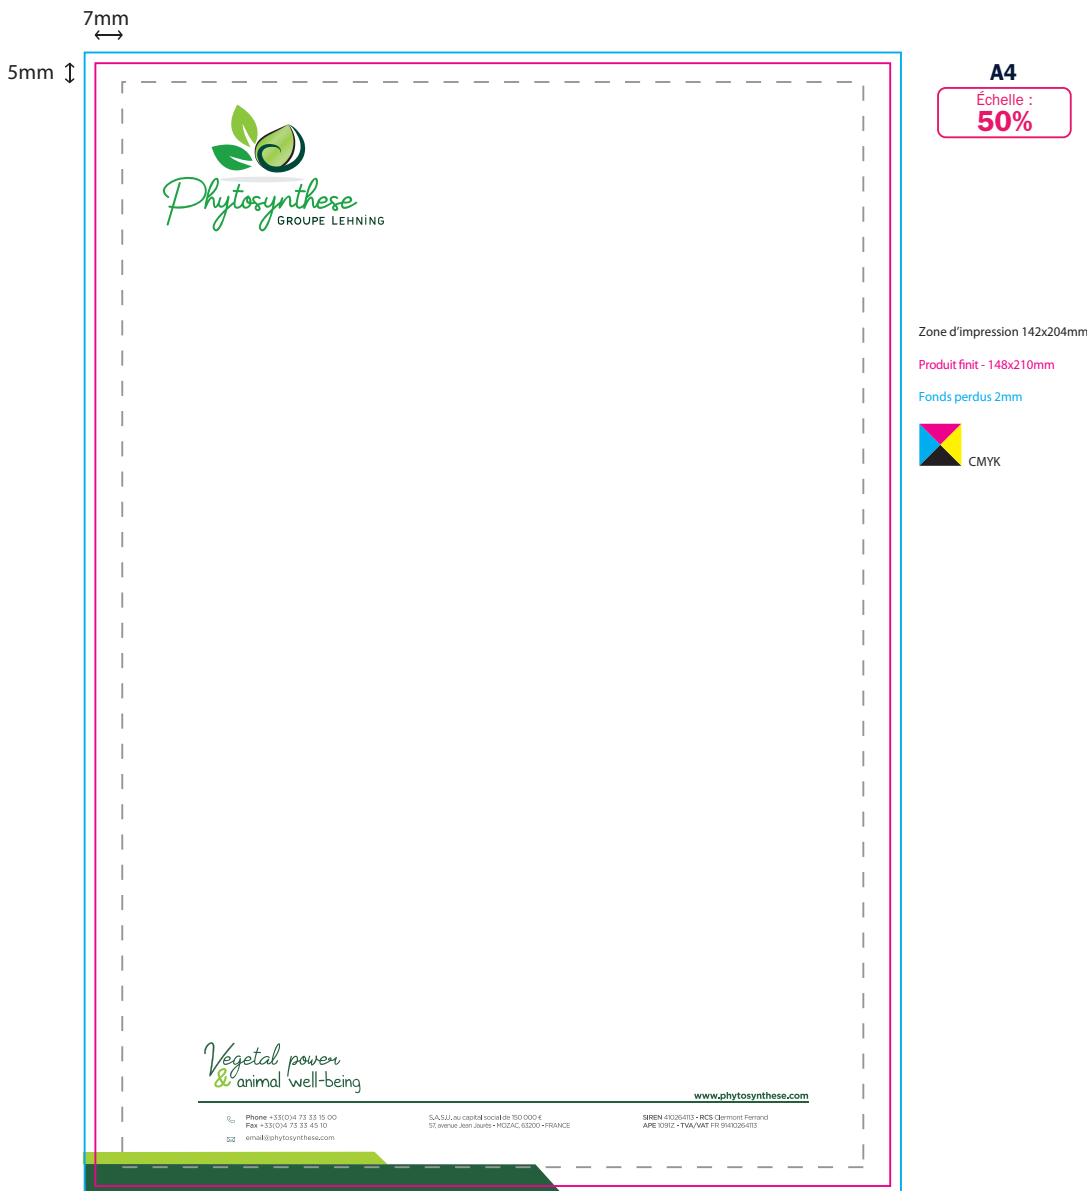 7mm
5mm
A4
Échelle :
50%
Phytosynthese
GROUPE LEHNING
Zone d'impression 142x204mm
Produit finit - 148x210mm
Fonds perdus 2mm
CMYK
Vegetal power
& animal well-being
www.phytosynthese.com
Phone +33(0)4 73 33 15 00
Fax +33(0)4 73 33 45 10
email@phytosynthese.com
S.A.S.U. au capital social de 150 000 €
57, avenue Jean Jaurès • MOZAC, 63200 • FRANCE
SIREN 410264113 • RCS Clermont Ferrand
APE 1091Z • TVA/VAT FR 91410264113